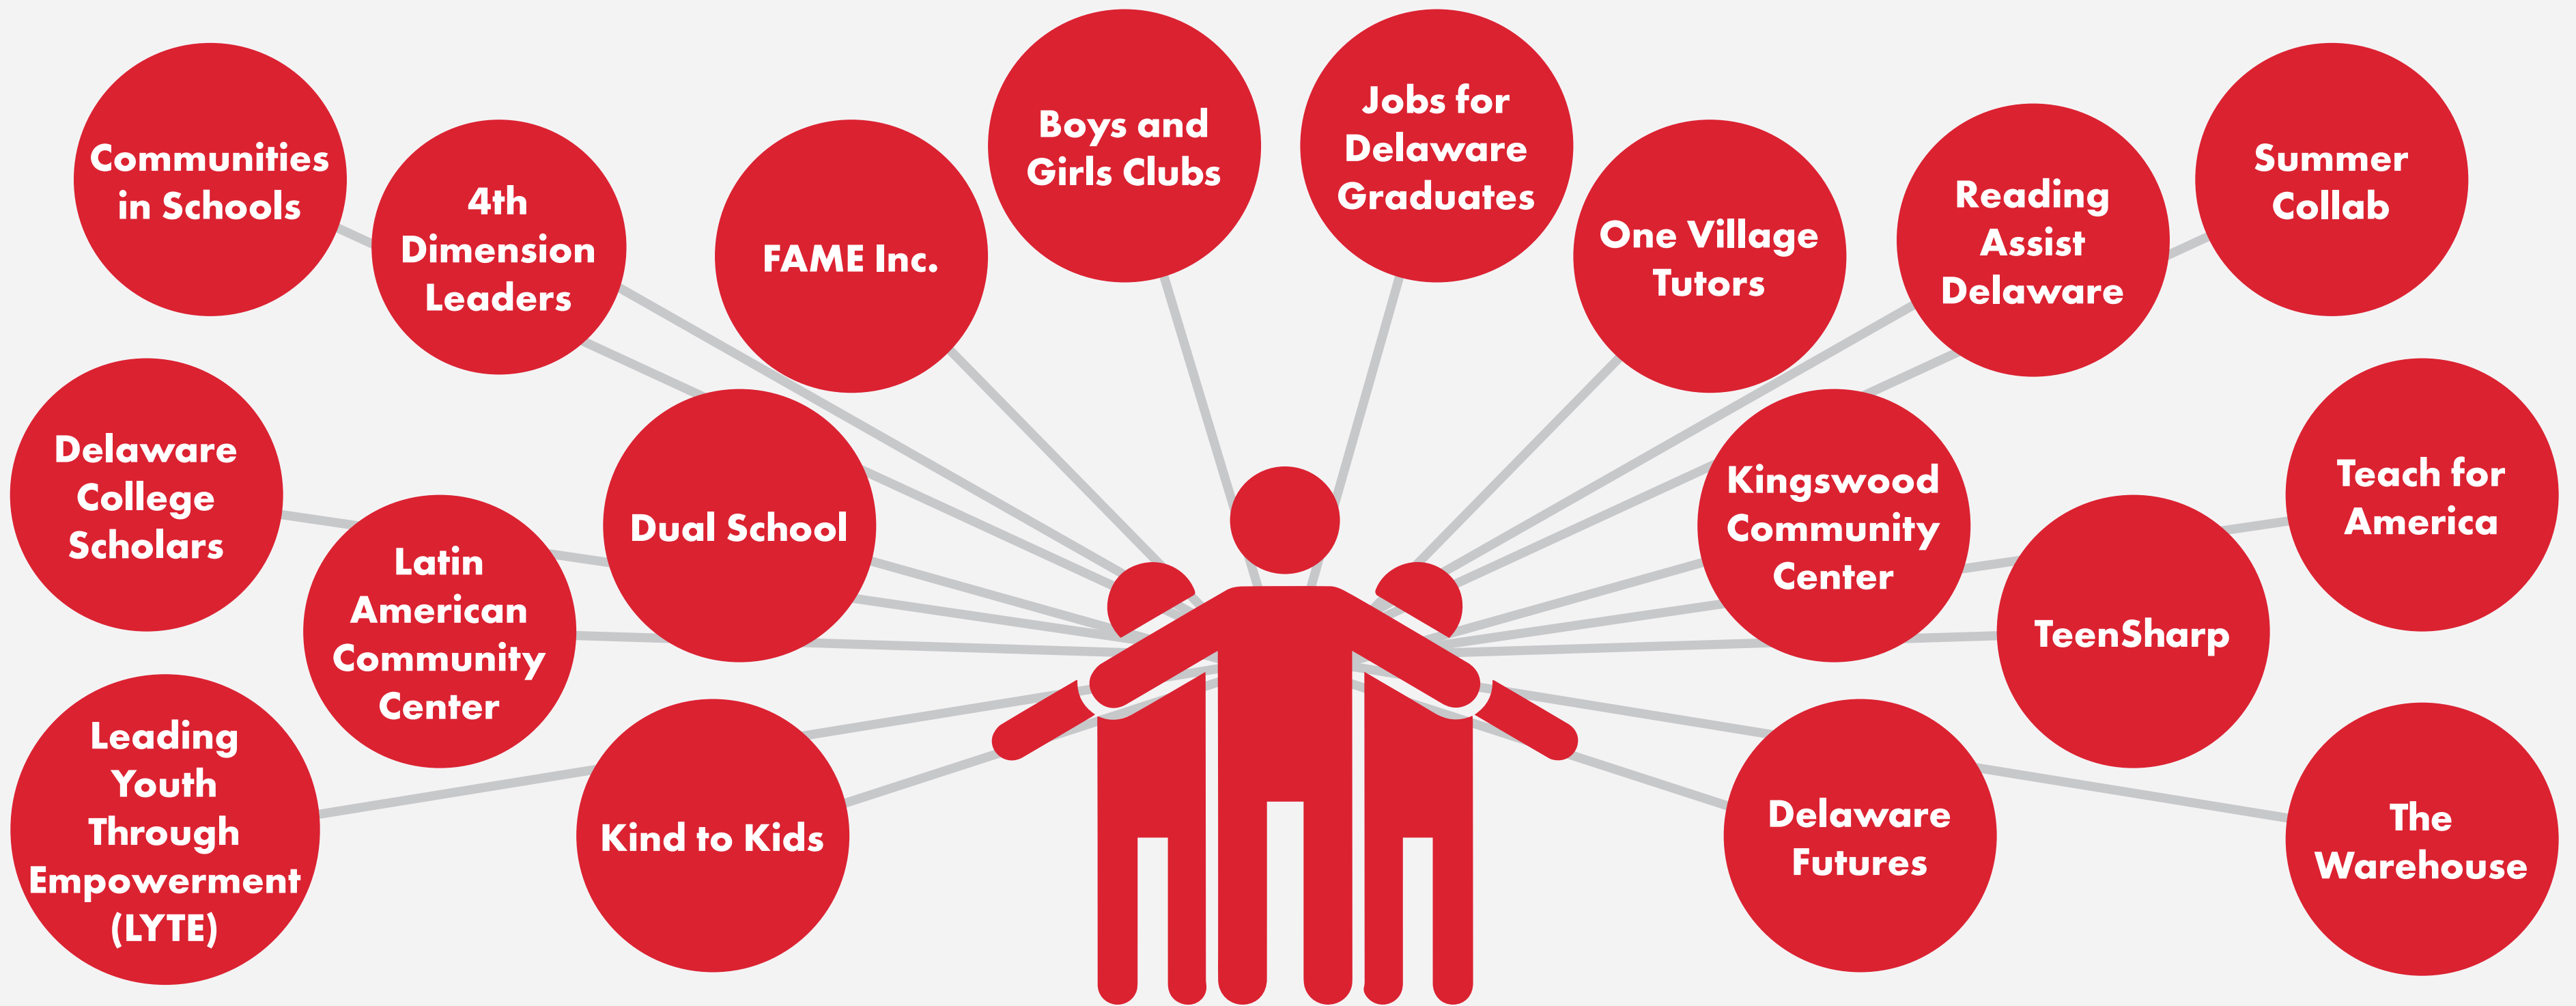 Communities
in Schools
4th
Dimension
Leaders
FAME Inc.
Boys and
Girls Clubs
Jobs for
Delaware
Graduates
One Village
Tutors
Reading
Assist
Delaware
Summer
Collab
Delaware
College
Scholars
Latin
American
Community
Center
Dual School
Kingswood
Community
Center
TeenSharp
Teach for
America
Leading
Youth
Through
Empowerment
(LYTE)
Kind to Kids
Delaware
Futures
The
Warehouse